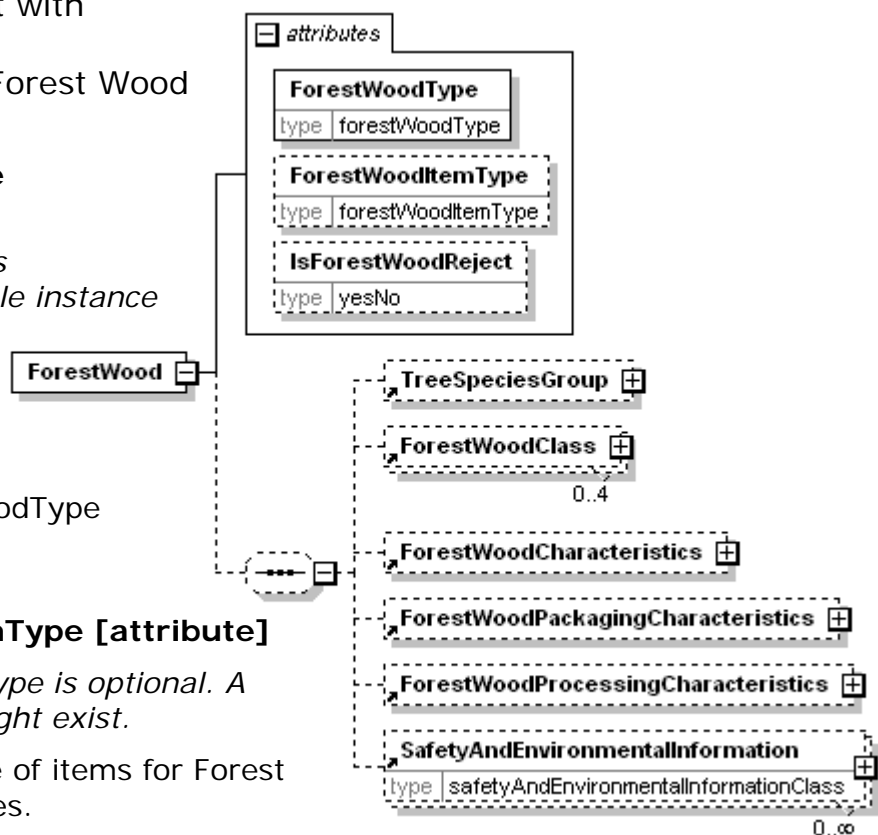 t with
Forest Wood
e
s
le instance
odType
nType [attribute]
ype is optional. A
ght exist.
e of items for Forest
es.
attributes
ForestWoodType
type forestWoodType
ForestWoodItemType
type forestWoodItemType
IsForestWoodReject
type yesNo
ForestWood
TreeSpeciesGroup
ForestWoodClass
0..4
ForestWoodCharacteristics
ForestWoodPackagingCharacteristics
ForestWoodProcessingCharacteristics
SafetyAndEnvironmentalInformation
type safetyAndEnvironmentalInformationClass
0..∞